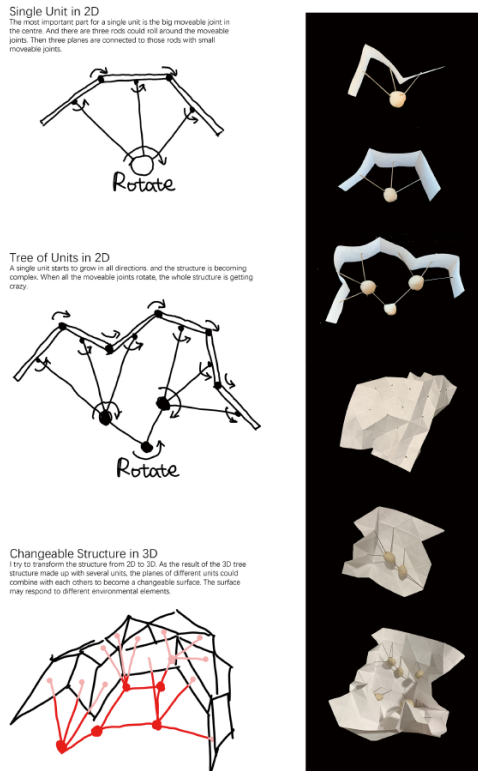 Single Unit in 2D
The most important part for a single unit is the big moveable joint in
the centre. And there are three rods could roll around the moveable
joints. Then three planes are connected to those rods with small
moveable joints.
Rotate
Tree of Units in 2D
A single unit starts to grow in all directions. and the structure is becoming
complex. When all the moveable joints rotate, the whole structure is getting
crazy.
Rotate
Changeable Structure in 3D
I try to transform the structure from 2D to 3D. As the result of the 3D tree
structure made up with several units, the planes of different units could
combine with each others to become a changeable surface. The surface
may respond to different environmental elements.